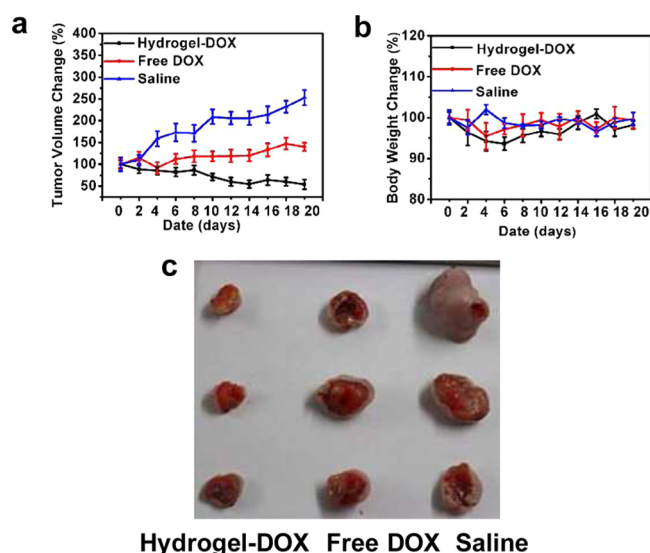 a
Tumor Volume Change (%)
400
350
300
250
200
150
100
50
Hydrogel-DOX
Free DOX
Saline
0 2 4 6 8 10 12 14 16 18 20
Date (days)
b
Body Weight Change (%)
120
110
100
90
80
Hydrogel-DOX
Free DOX
Saline
0 2 4 6 8 10 12 14 16 18 20
Date (days)
c
Hydrogel-DOX Free DOX Saline